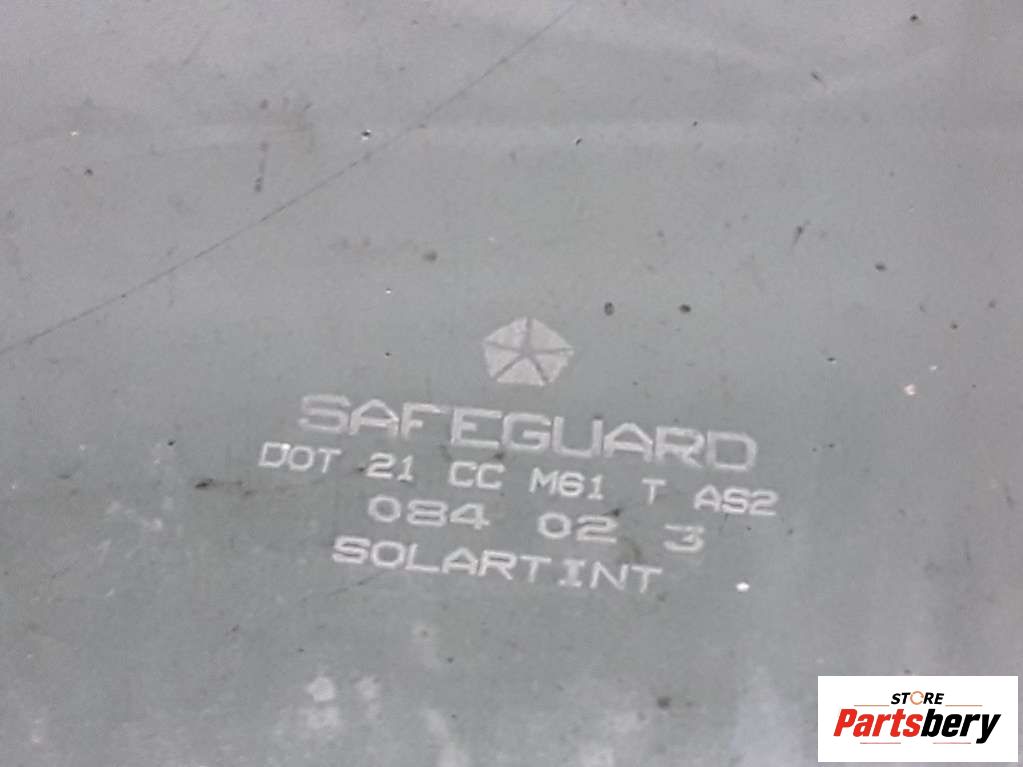 SAFEGUARD
DOT 21 CC M61 T AS2
084 02 3
SOLARTINT
STORE
Partsbery